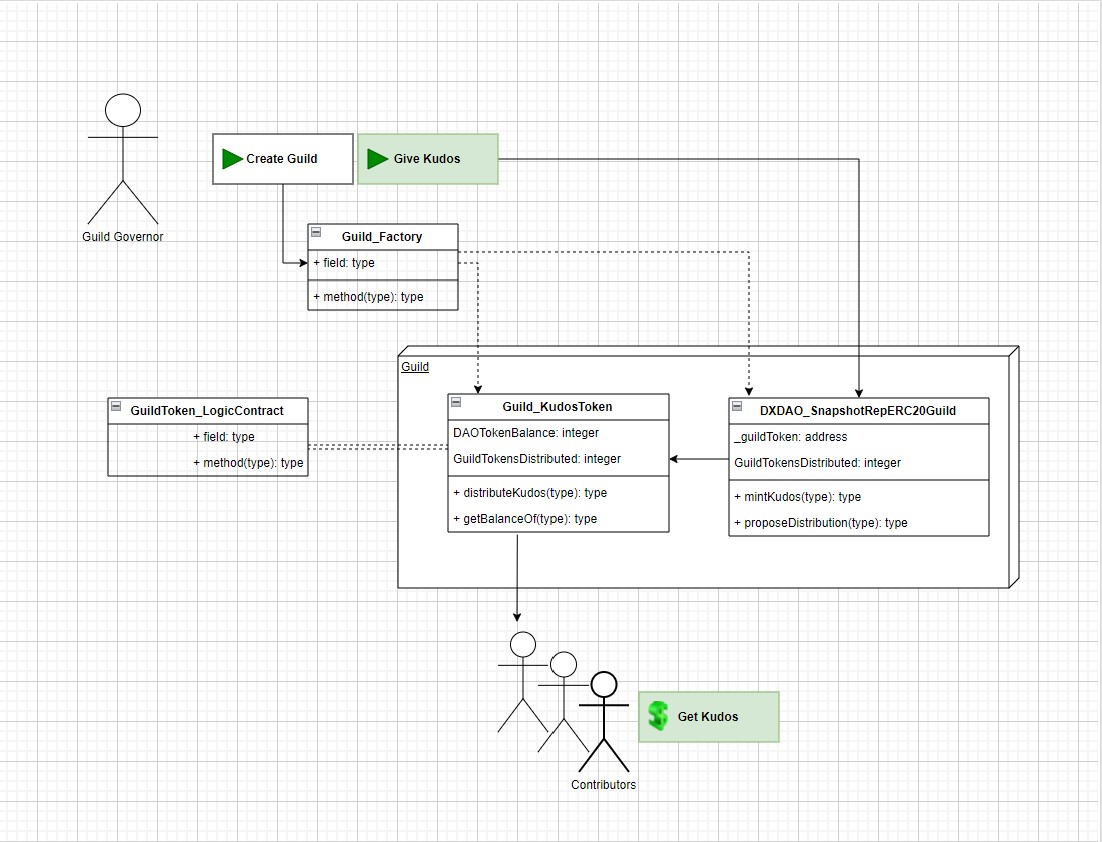 Create Guild
Give Kudos
Guild Governor
Guild_Factory
+ field: type
+ method(type): type
Guild
GuildToken_LogicContract
+ field: type
+ method(type): type
Guild_KudosToken
DAOTokenBalance: integer
GuildTokensDistributed: integer
+ distributeKudos(type): type
+ getBalanceOf(type): type
DXDAO_SnapshotRepERC20Guild
_guildToken: address
GuildTokensDistributed: integer
+ mintKudos(type): type
+ proposeDistribution(type): type
Get Kudos
Contributors